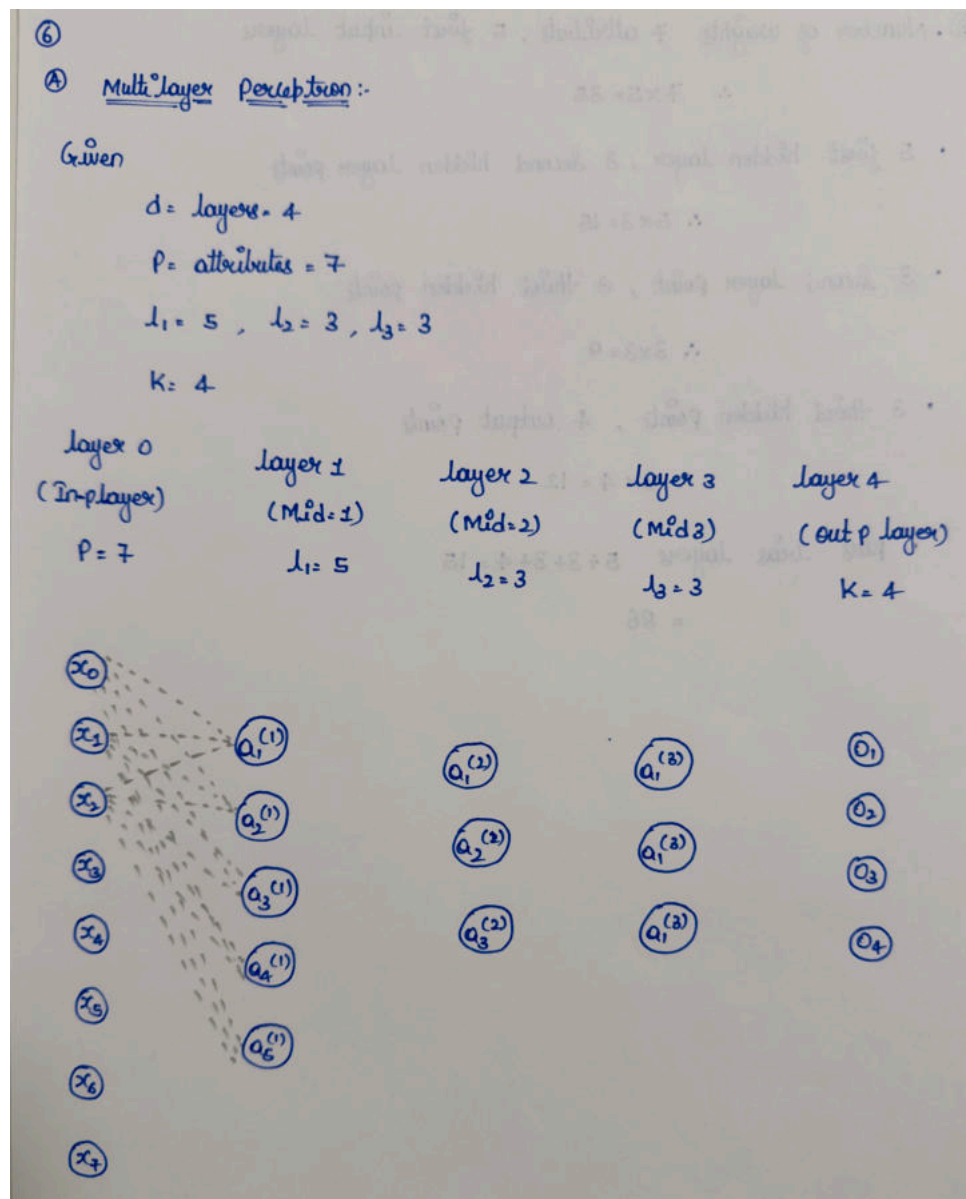 ⑥
Ⓐ Multilayer Perceptron:-
Given
d = layers = 4
P = attributes = 7
l₁ = 5 , l₂ = 3 , l₃ = 3
K = 4
layer 0 layer 1 layer 2 layer 3 layer 4
(In-player) (Mid=1) (Mid=2) (Mid3) (out P layer)
P = 7 l₁ = 5 l₂ = 3 l₃ = 3 K = 4
x₀
x₁ a₁⁽¹⁾ a₁⁽²⁾ a₁⁽³⁾ O₁
x₂ a₂⁽¹⁾ a₂⁽²⁾ a₁⁽³⁾ O₂
x₃ a₃⁽¹⁾ a₃⁽²⁾ a₁⁽³⁾ O₃
x₄ a₄⁽¹⁾ O₄
x₅ a₅⁽¹⁾
x₆
x₇